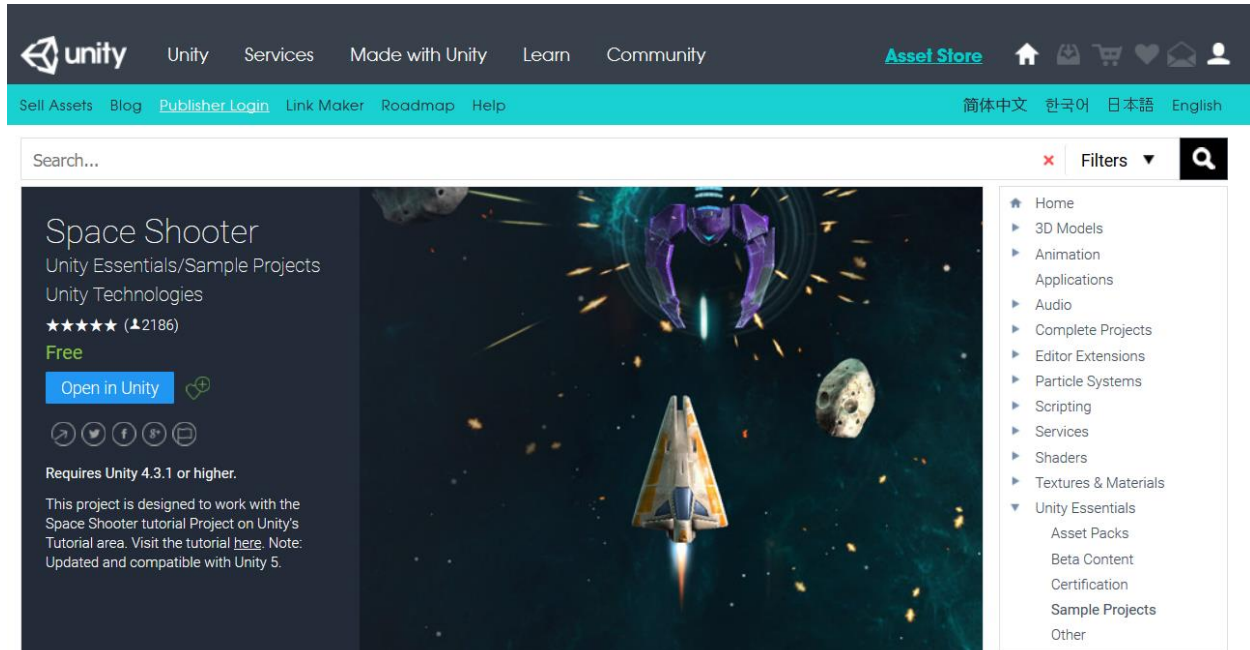 unity Unity Services Made with Unity Learn Community Asset Store
Sell Assets Blog Publisher Login Link Maker Roadmap Help 简体中文 한국어 日本語 English
Search... × Filters ▼
Space Shooter
Unity Essentials/Sample Projects
Unity Technologies
★★★★★ (2186)
Free
Open in Unity
Requires Unity 4.3.1 or higher.
This project is designed to work with the
Space Shooter tutorial Project on Unity's
Tutorial area. Visit the tutorial here. Note:
Updated and compatible with Unity 5.
Home
3D Models
Animation
Applications
Audio
Complete Projects
Editor Extensions
Particle Systems
Scripting
Services
Shaders
Textures & Materials
Unity Essentials
Asset Packs
Beta Content
Certification
Sample Projects
Other